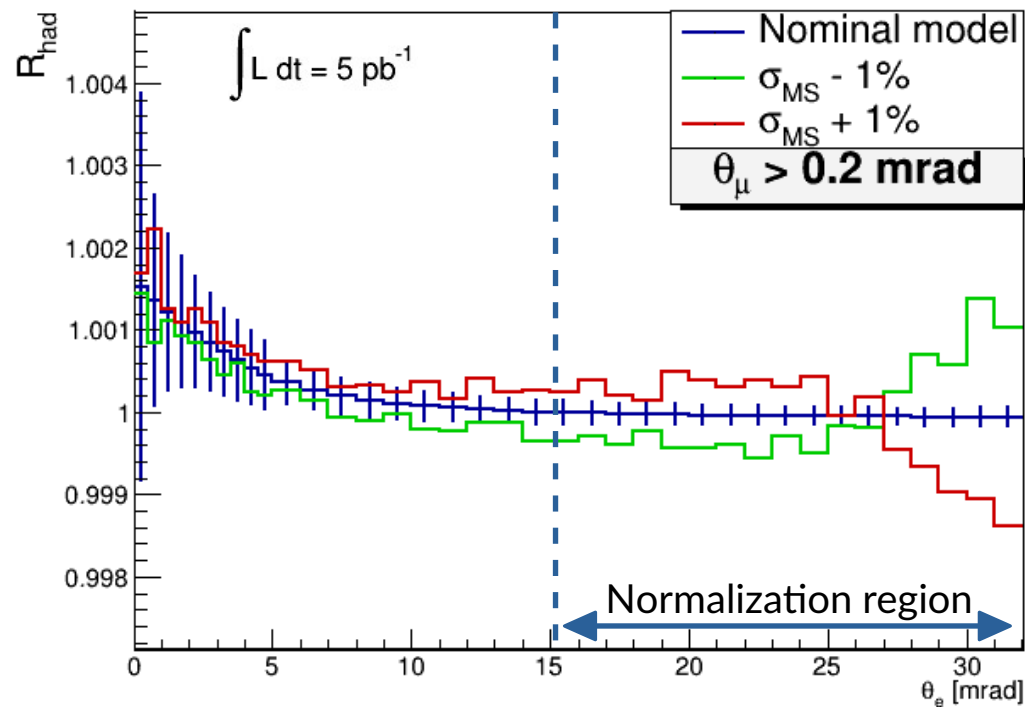 R_had
1.004
1.003
1.002
1.001
1
0.999
0.998
∫L dt = 5 pb⁻¹
Nominal model
σ_MS - 1%
σ_MS + 1%
θ_μ > 0.2 mrad
Normalization region
0 5 10 15 20 25 30
θ_e [mrad]